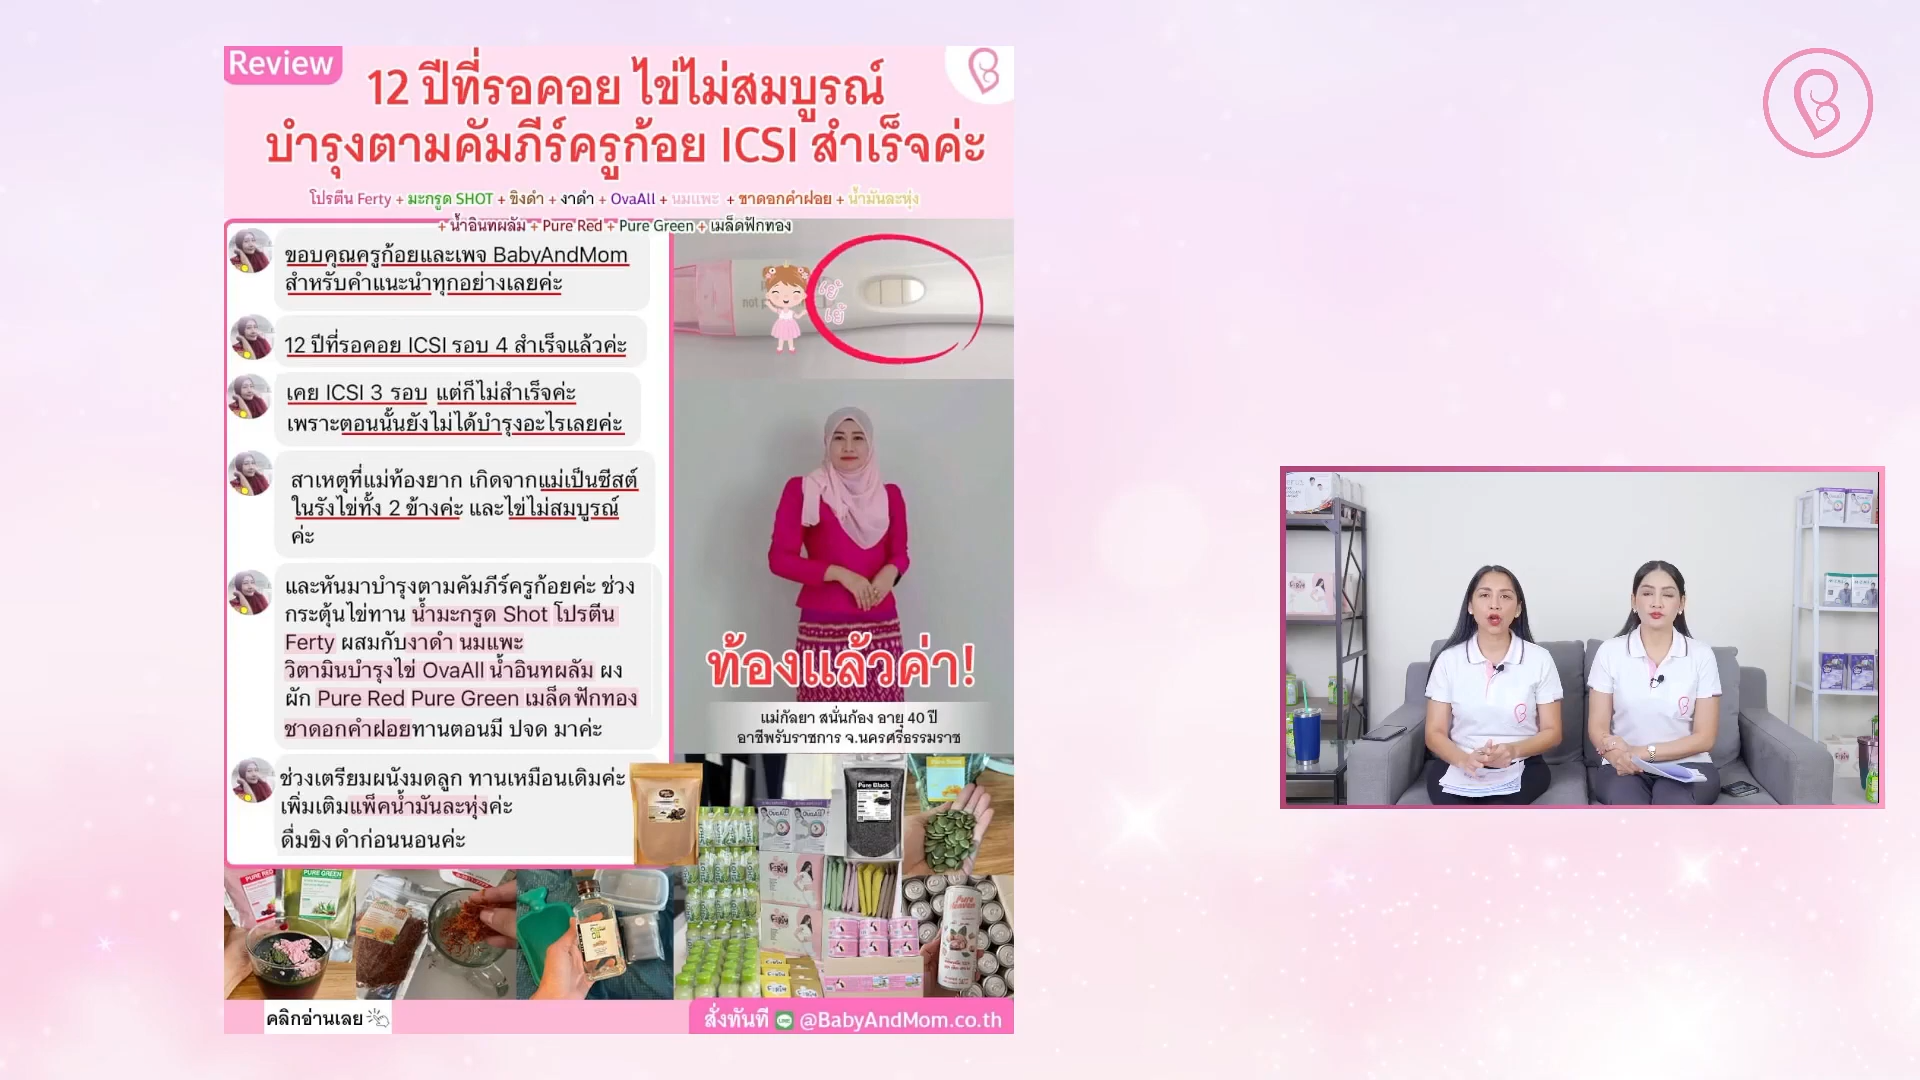 Review
12 ปีที่รอคอย ไข่ไม่สมบูรณ์
บำรุงตามคัมภีร์ครูก้อย ICSI สำเร็จค่ะ
โปรตีน Ferty + มะกรูด SHOT + ขิงดำ + งาดำ + OvaAll + นมแพะ + ชาดอกคำฝอย + น้ำมันละหุ่ง
+ น้ำอินทผลัม + Pure Red + Pure Green + เมล็ดฟักทอง
ขอบคุณครูก้อยและเพจ BabyAndMom
สำหรับคำแนะนำทุกอย่างเลยค่ะ
12 ปีที่รอคอย ICSI รอบ 4 สำเร็จแล้วค่ะ
เคย ICSI 3 รอบ แต่ก็ไม่สำเร็จค่ะ
เพราะตอนนั้นยังไม่ได้บำรุงอะไรเลยค่ะ
สาเหตุที่แม่ท้องยาก เกิดจากแม่เป็นซีสต์
ในรังไข่ทั้ง 2 ข้างค่ะ และไข่ไม่สมบูรณ์
ค่ะ
และหันมาบำรุงตามคัมภีร์ครูก้อยค่ะ ช่วง
กระตุ้นไข่ทาน น้ำมะกรูด Shot โปรตีน
Ferty ผสมกับงาดำ นมแพะ
วิตามินบำรุงไข่ OvaAll น้ำอินทผลัม ผง
ผัก Pure Red Pure Green เมล็ดฟักทอง
ชาดอกคำฝอยทานตอนมี ปจด มาค่ะ
ช่วงเตรียมผนังมดลูก ทานเหมือนเดิมค่ะ
เพิ่มเติมแพ็คน้ำมันละหุ่งค่ะ
ดื่มขิงดำก่อนนอนค่ะ
เย้
เย้
ท้องแล้วค่า!
แม่กัลยา สนั่นก้อง อายุ 40 ปี
อาชีพรับราชการ จ.นครศรีธรรมราช
Pure Black
PURE RED
PURE GREEN
OvaAll
Ferty
คลิกอ่านเลย
สั่งทันที @BabyAndMom.co.th